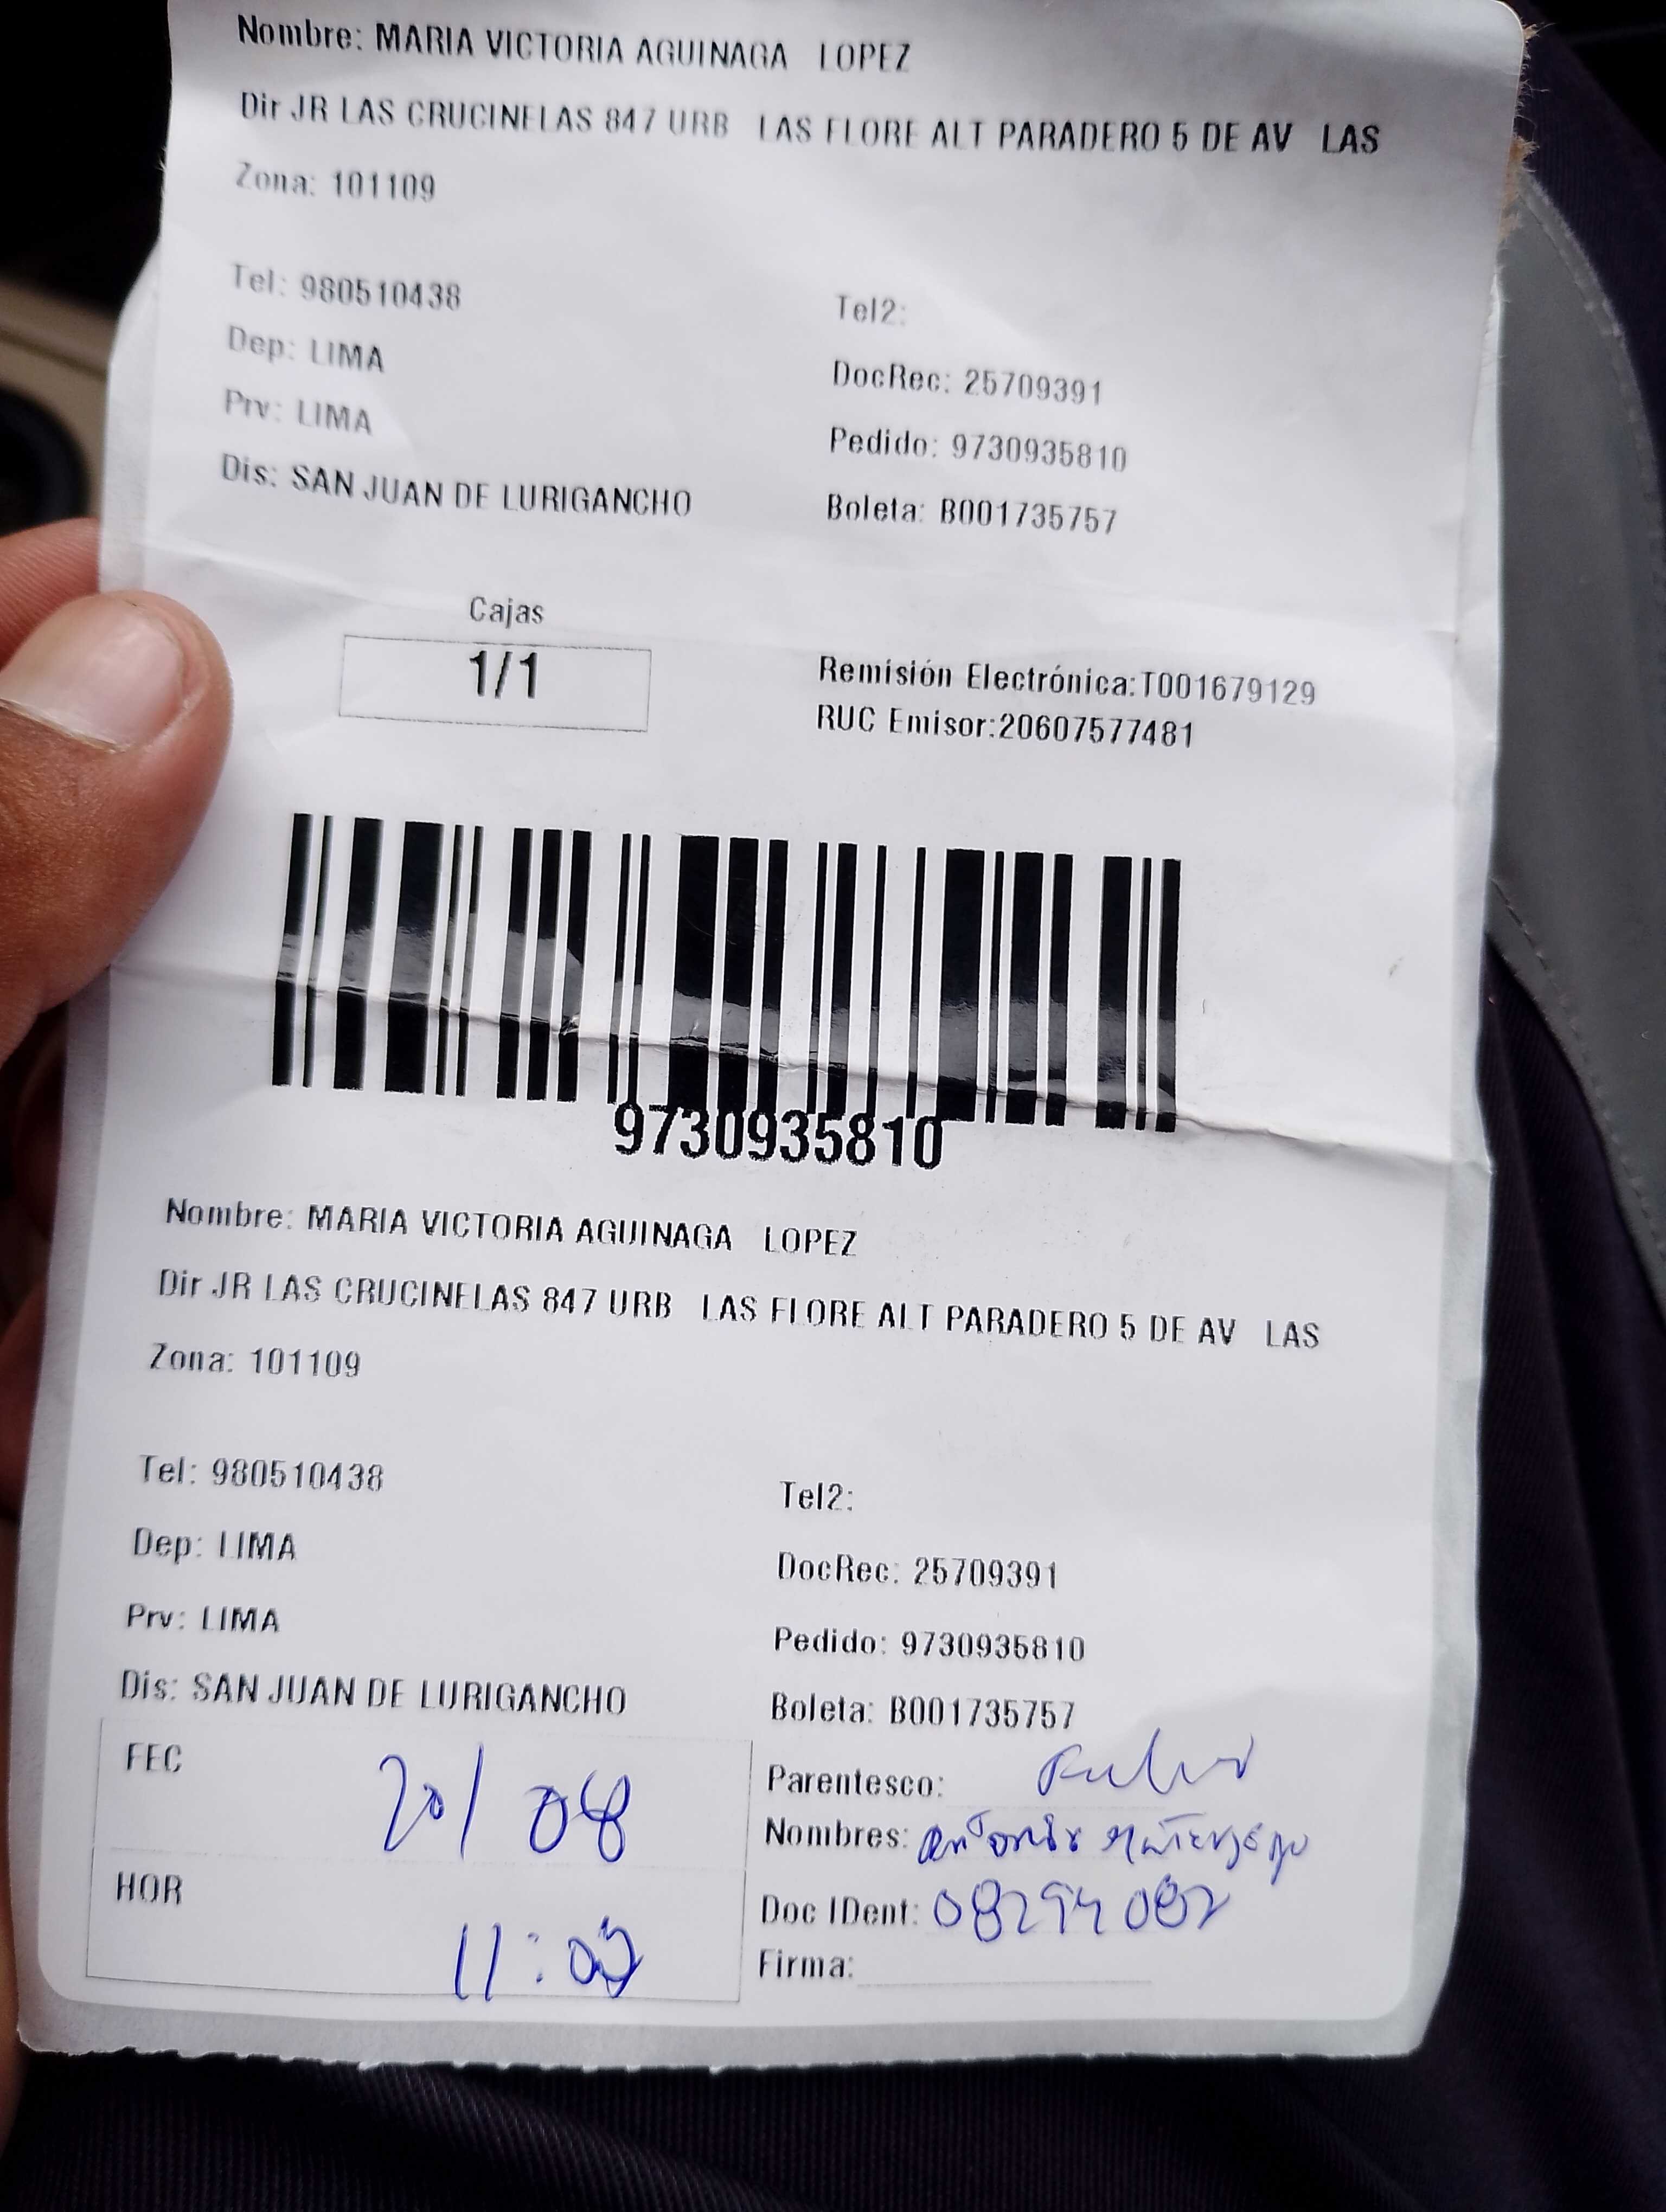 Nombre: MARIA VICTORIA AGUINAGA LOPEZ
Dir JR LAS CRUCINELAS 847 URB LAS FLORE ALT PARADERO 5 DE AV LAS
Zona: 101109
Tel: 980510438 Tel2:
Dep: LIMA DocRec: 25709391
Prv: LIMA Pedido: 9730935810
Dis: SAN JUAN DE LURIGANCHO Boleta: B001735757
Cajas
1/1
Remisión Electrónica:T001679129
RUC Emisor:20607577481
9730935810
Nombre: MARIA VICTORIA AGUINAGA LOPEZ
Dir JR LAS CRUCINELAS 847 URB LAS FLORE ALT PARADERO 5 DE AV LAS
Zona: 101109
Tel: 980510438 Tel2:
Dep: LIMA DocRec: 25709391
Prv: LIMA Pedido: 9730935810
Dis: SAN JUAN DE LURIGANCHO Boleta: B001735757
FEC 20/08
Parentesco:
Nombres:
HOR 11:00
Doc IDent:
Firma: